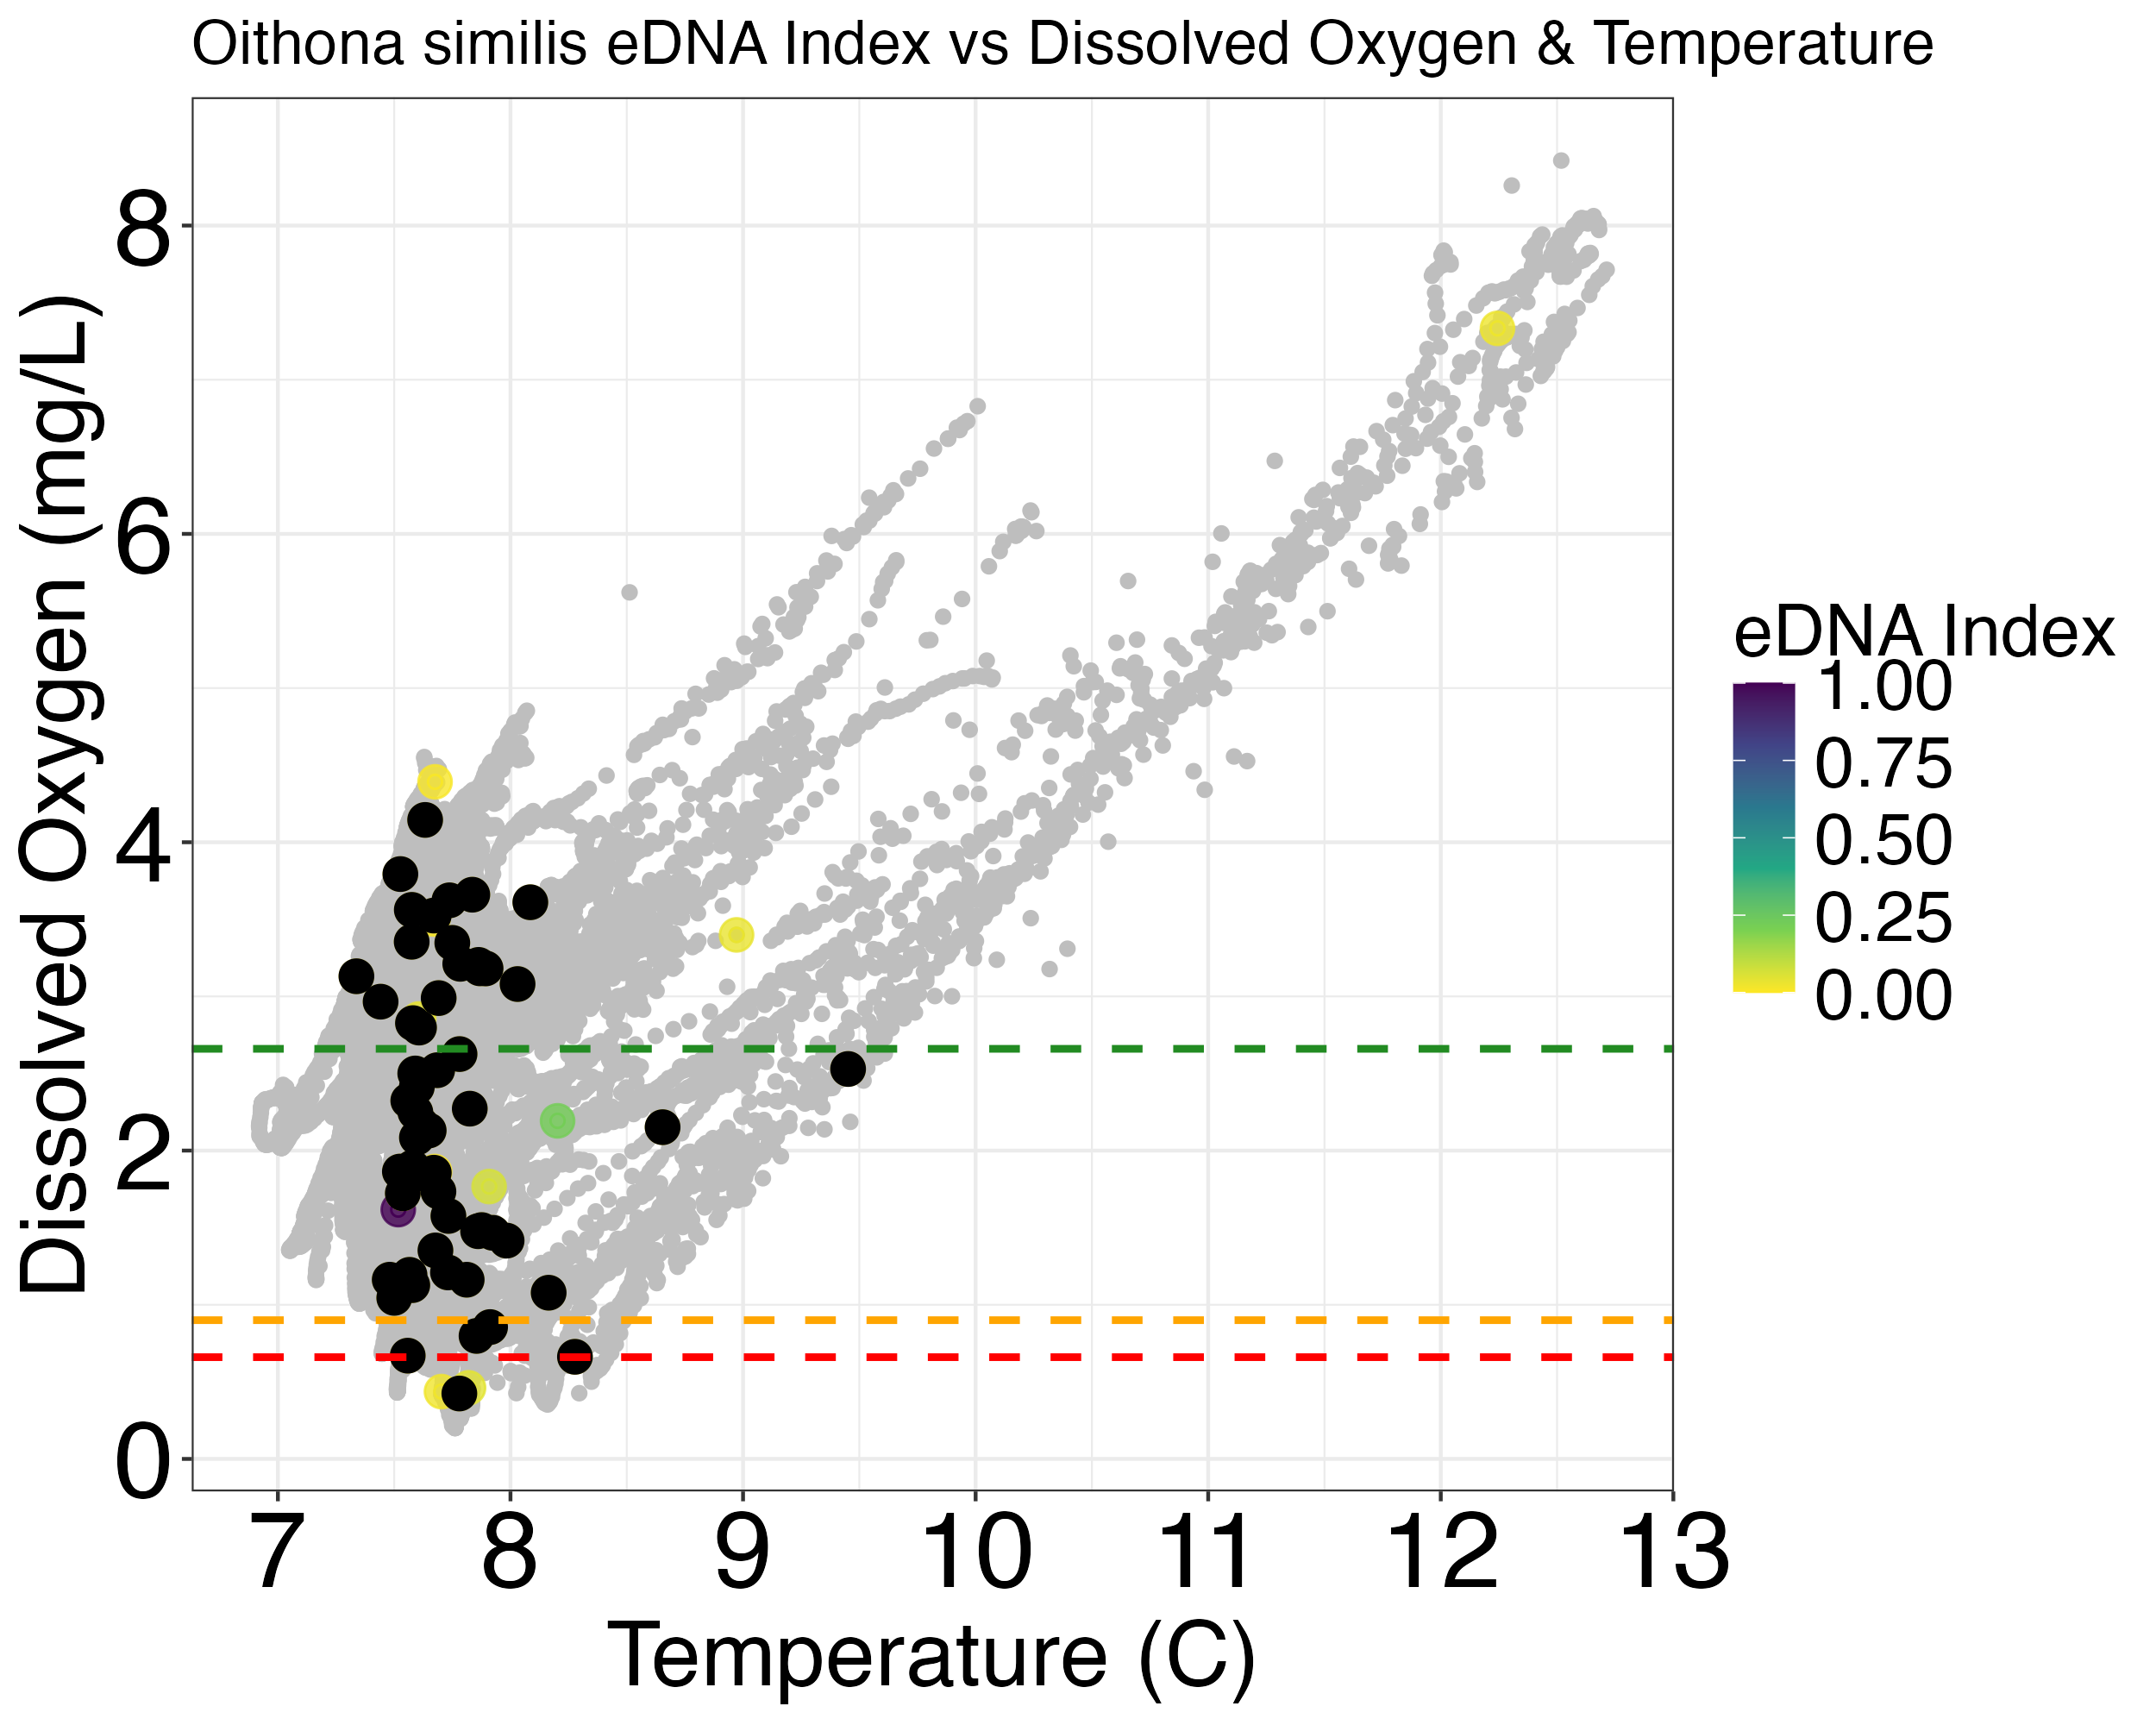 Oithona similis eDNA Index vs Dissolved Oxygen & Temperature
Dissolved Oxygen (mg/L)
8
6
4
2
0
7 8 9 10 11 12 13
Temperature (C)
eDNA Index
1.00
0.75
0.50
0.25
0.00